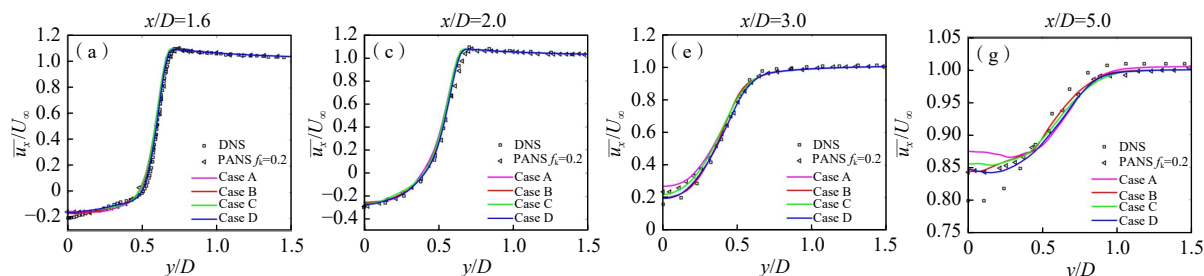 x/D=1.6
(a)
1.2
1.0
0.8
0.6
0.4
0.2
0
−0.2
u̅x̅/U∞
DNS
PANS fk=0.2
Case A
Case B
Case C
Case D
0
0.5
1.0
1.5
y/D
x/D=2.0
(c)
1.2
1.0
0.8
0.6
0.4
0.2
0
−0.2
−0.4
u̅x̅/U∞
DNS
PANS fk=0.2
Case A
Case B
Case C
Case D
0
0.5
1.0
1.5
y/D
x/D=3.0
(e)
1.2
1.0
0.8
0.6
0.4
0.2
0
u̅x̅/U∞
DNS
PANS fk=0.2
Case A
Case B
Case C
Case D
0
0.5
1.0
1.5
y/D
x/D=5.0
(g)
1.05
1.00
0.95
0.90
0.85
0.80
0.75
u̅x̅/U∞
DNS
PANS fk=0.2
Case A
Case B
Case C
Case D
0
0.5
1.0
1.5
y/D